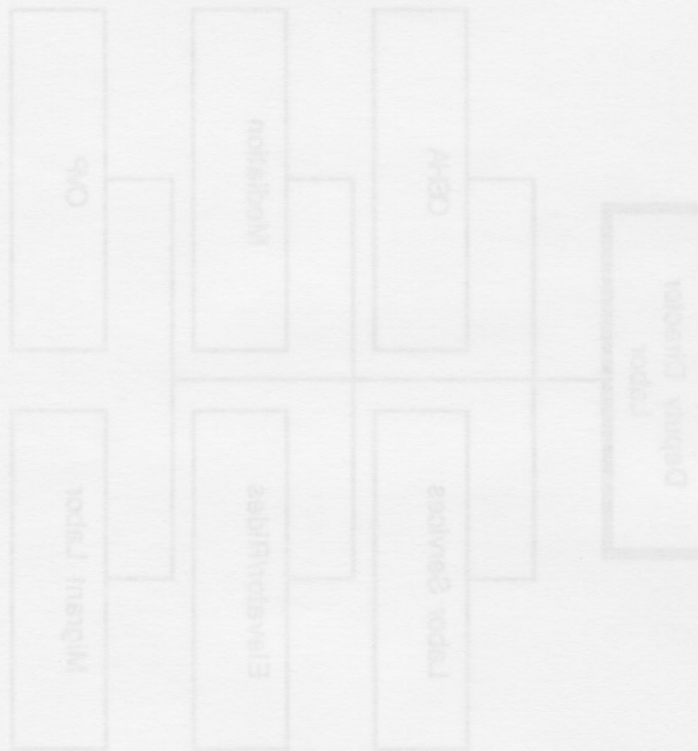 Deputy Director
Labor
OSHA
Labor Services
Mediation
Elevator/Rides
Migrant Labor